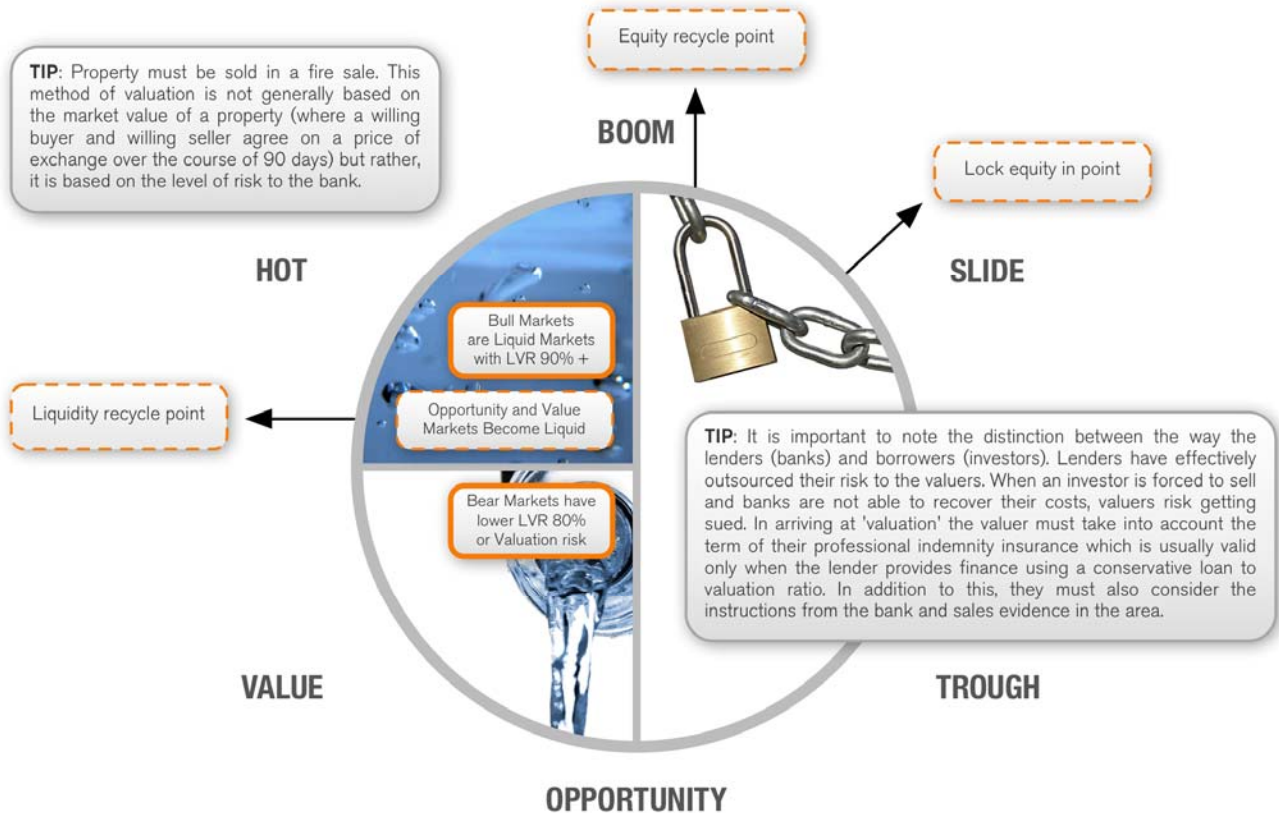 Equity recycle point
TIP: Property must be sold in a fire sale. This
method of valuation is not generally based on
the market value of a property (where a willing
buyer and willing seller agree on a price of
exchange over the course of 90 days) but rather,
it is based on the level of risk to the bank.
BOOM
Lock equity in point
HOT
SLIDE
Bull Markets
are Liquid Markets
with LVR 90% +
Liquidity recycle point
Opportunity and Value
Markets Become Liquid
TIP: It is important to note the distinction between the way the
lenders (banks) and borrowers (investors). Lenders have effectively
outsourced their risk to the valuers. When an investor is forced to sell
and banks are not able to recover their costs, valuers risk getting
sued. In arriving at 'valuation' the valuer must take into account the
term of their professional indemnity insurance which is usually valid
only when the lender provides finance using a conservative loan to
valuation ratio. In addition to this, they must also consider the
instructions from the bank and sales evidence in the area.
Bear Markets have
lower LVR 80%
or Valuation risk
VALUE
TROUGH
OPPORTUNITY